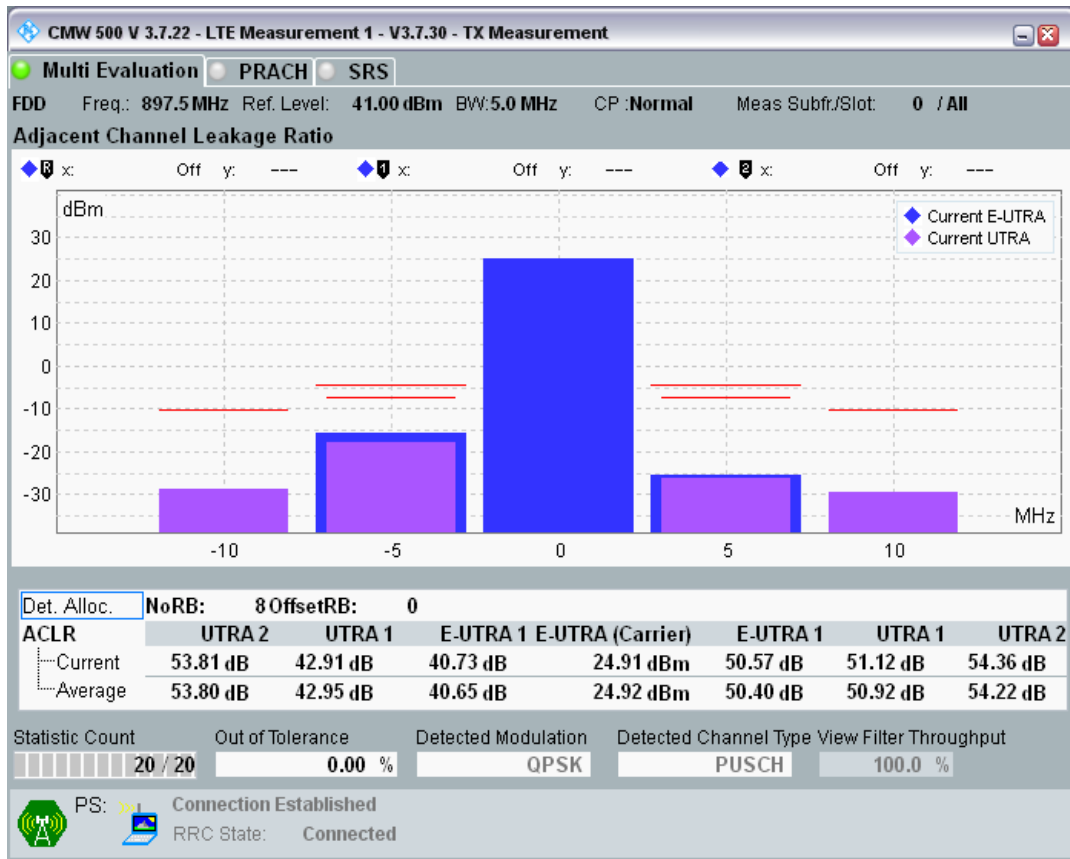 CMW 500 V 3.7.22 - LTE Measurement 1 - V3.7.30 - TX Measurement
Multi Evaluation PRACH SRS
FDD Freq.: 897.5 MHz Ref. Level: 41.00 dBm BW:5.0 MHz CP :Normal Meas Subfr./Slot: 0 / All
Adjacent Channel Leakage Ratio
R x: Off y: --- 1 x: Off y: --- 2 x: Off y: ---
dBm
Current E-UTRA
Current UTRA
30
20
10
0
-10
-20
-30
MHz
-10 -5 0 5 10
Det. Alloc. NoRB: 8 OffsetRB: 0
ACLR UTRA 2 UTRA 1 E-UTRA 1 E-UTRA (Carrier) E-UTRA 1 UTRA 1 UTRA 2
Current 53.81 dB 42.91 dB 40.73 dB 24.91 dBm 50.57 dB 51.12 dB 54.36 dB
Average 53.80 dB 42.95 dB 40.65 dB 24.92 dBm 50.40 dB 50.92 dB 54.22 dB
Statistic Count Out of Tolerance Detected Modulation Detected Channel Type View Filter Throughput
20 / 20 0.00 % QPSK PUSCH 100.0 %
PS: Connection Established
RRC State: Connected